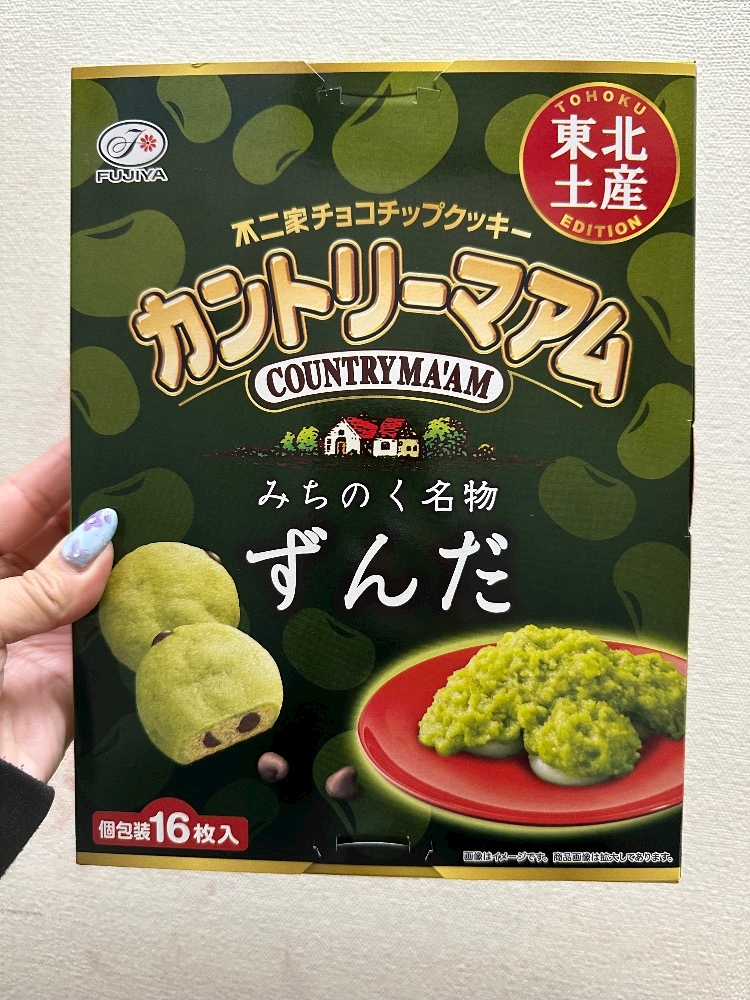 FUJIYA
TOHOKU
東北
土産
EDITION
不二家チョコチップクッキー
カントリーマアム
COUNTRY MA'AM
みちのく名物
ずんだ
個包装16枚入
画像はイメージです。商品画像は拡大してあります。